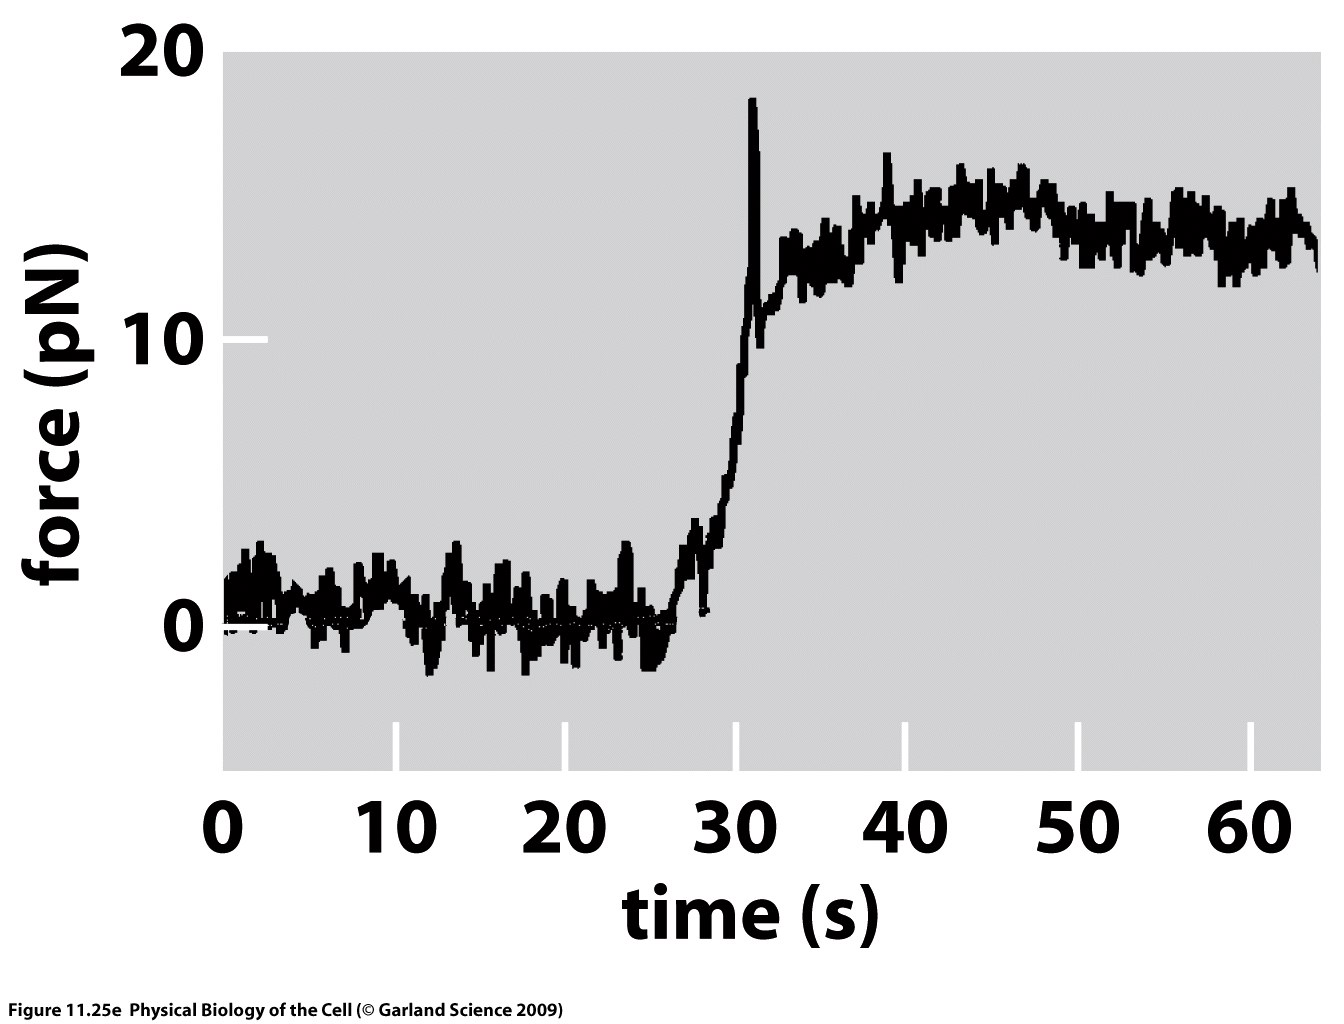 20
10
0
force (pN)
0 10 20 30 40 50 60
time (s)
Figure 11.25e Physical Biology of the Cell (© Garland Science 2009)